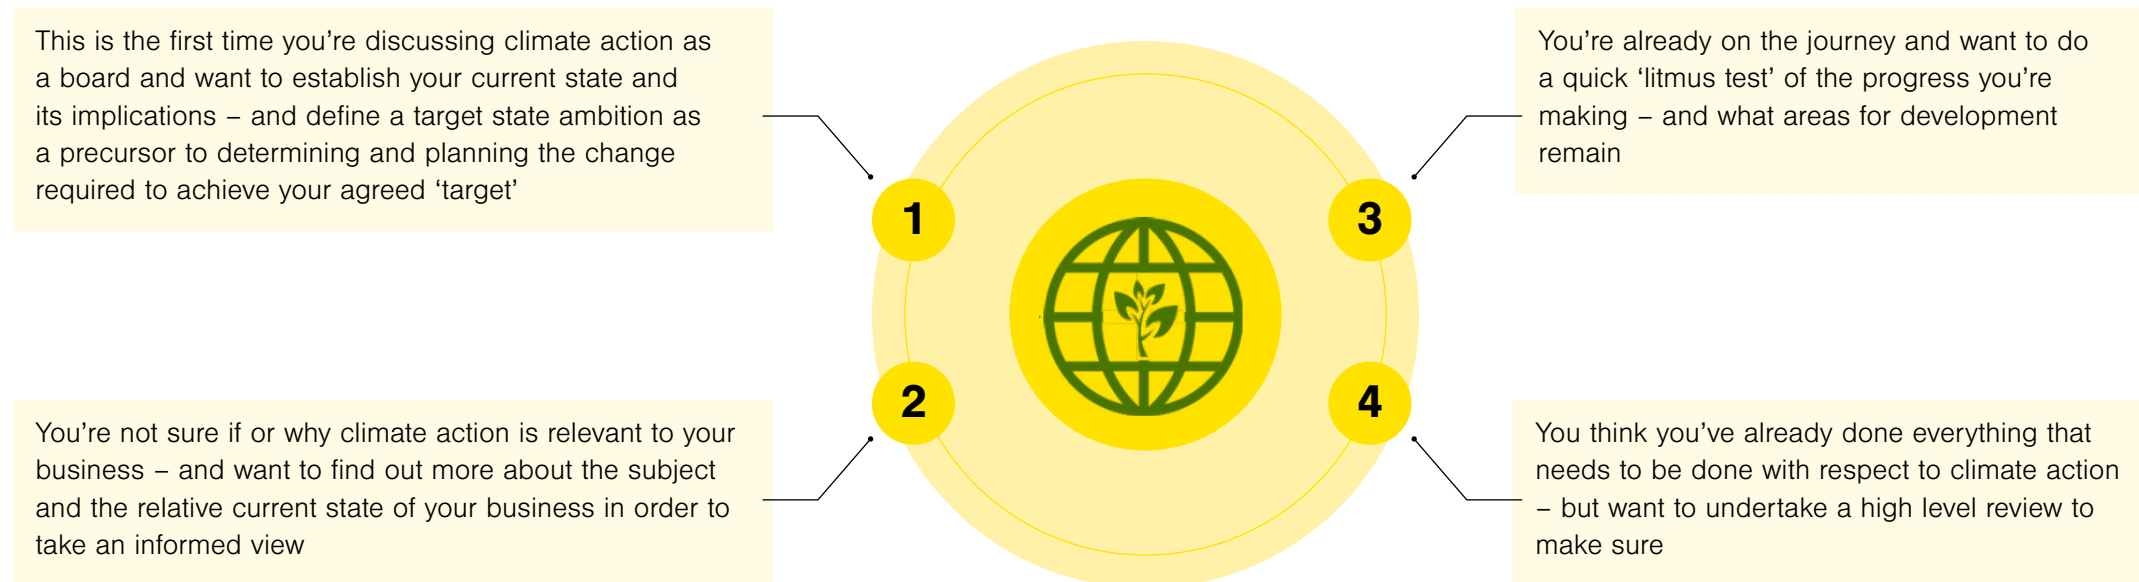 This is the first time you’re discussing climate action as
a board and want to establish your current state and
its implications – and define a target state ambition as
a precursor to determining and planning the change
required to achieve your agreed ‘target’
1
You’re not sure if or why climate action is relevant to your
business – and want to find out more about the subject
and the relative current state of your business in order to
take an informed view
2
You’re already on the journey and want to do
a quick ‘litmus test’ of the progress you’re
making – and what areas for development
remain
3
You think you’ve already done everything that
needs to be done with respect to climate action
– but want to undertake a high level review to
make sure
4